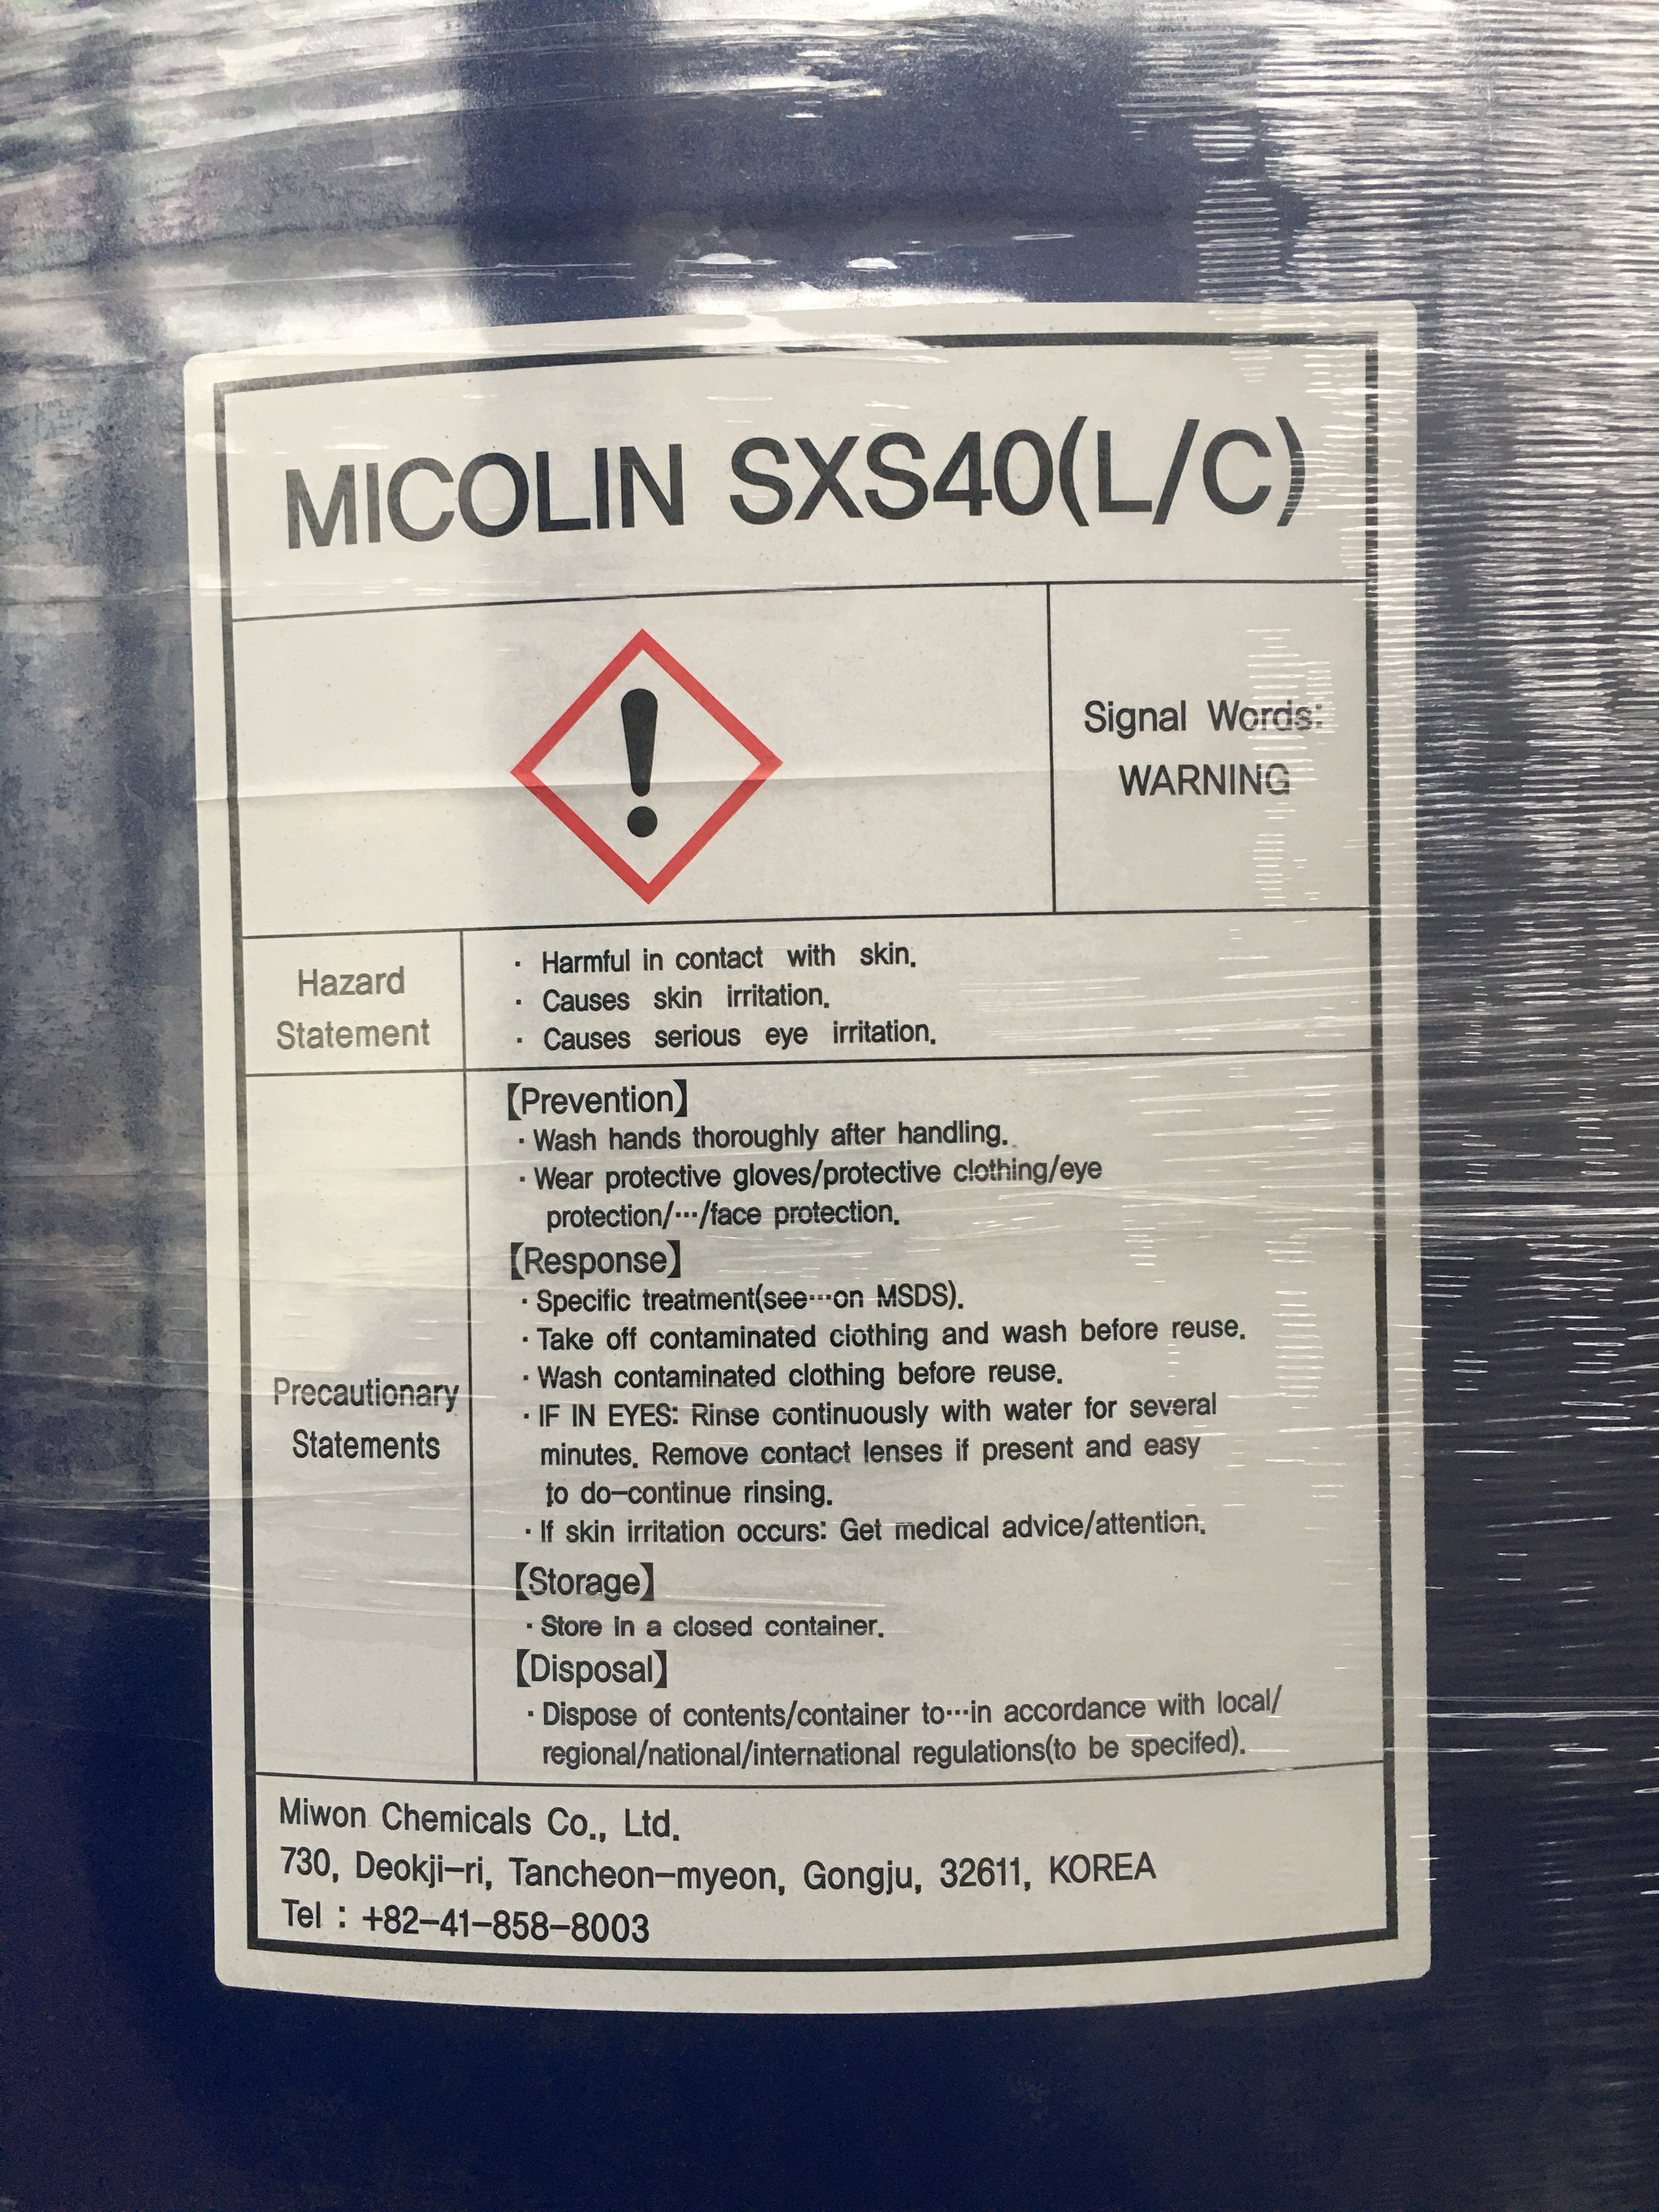 MICOLIN SXS40(L/C)
!
Signal Words:
WARNING
Hazard
Statement
· Harmful in contact with skin.
· Causes skin irritation.
· Causes serious eye irritation.
Precautionary
Statements
【Prevention】
· Wash hands thoroughly after handling.
· Wear protective gloves/protective clothing/eye
protection/···/face protection.
【Response】
· Specific treatment(see···on MSDS).
· Take off contaminated clothing and wash before reuse.
· Wash contaminated clothing before reuse.
· IF IN EYES: Rinse continuously with water for several
minutes. Remove contact lenses if present and easy
to do–continue rinsing.
· If skin irritation occurs: Get medical advice/attention.
【Storage】
· Store in a closed container.
【Disposal】
· Dispose of contents/container to···in accordance with local/
regional/national/international regulations(to be specifed).
Miwon Chemicals Co., Ltd.
730, Deokji–ri, Tancheon–myeon, Gongju, 32611, KOREA
Tel : +82–41–858–8003